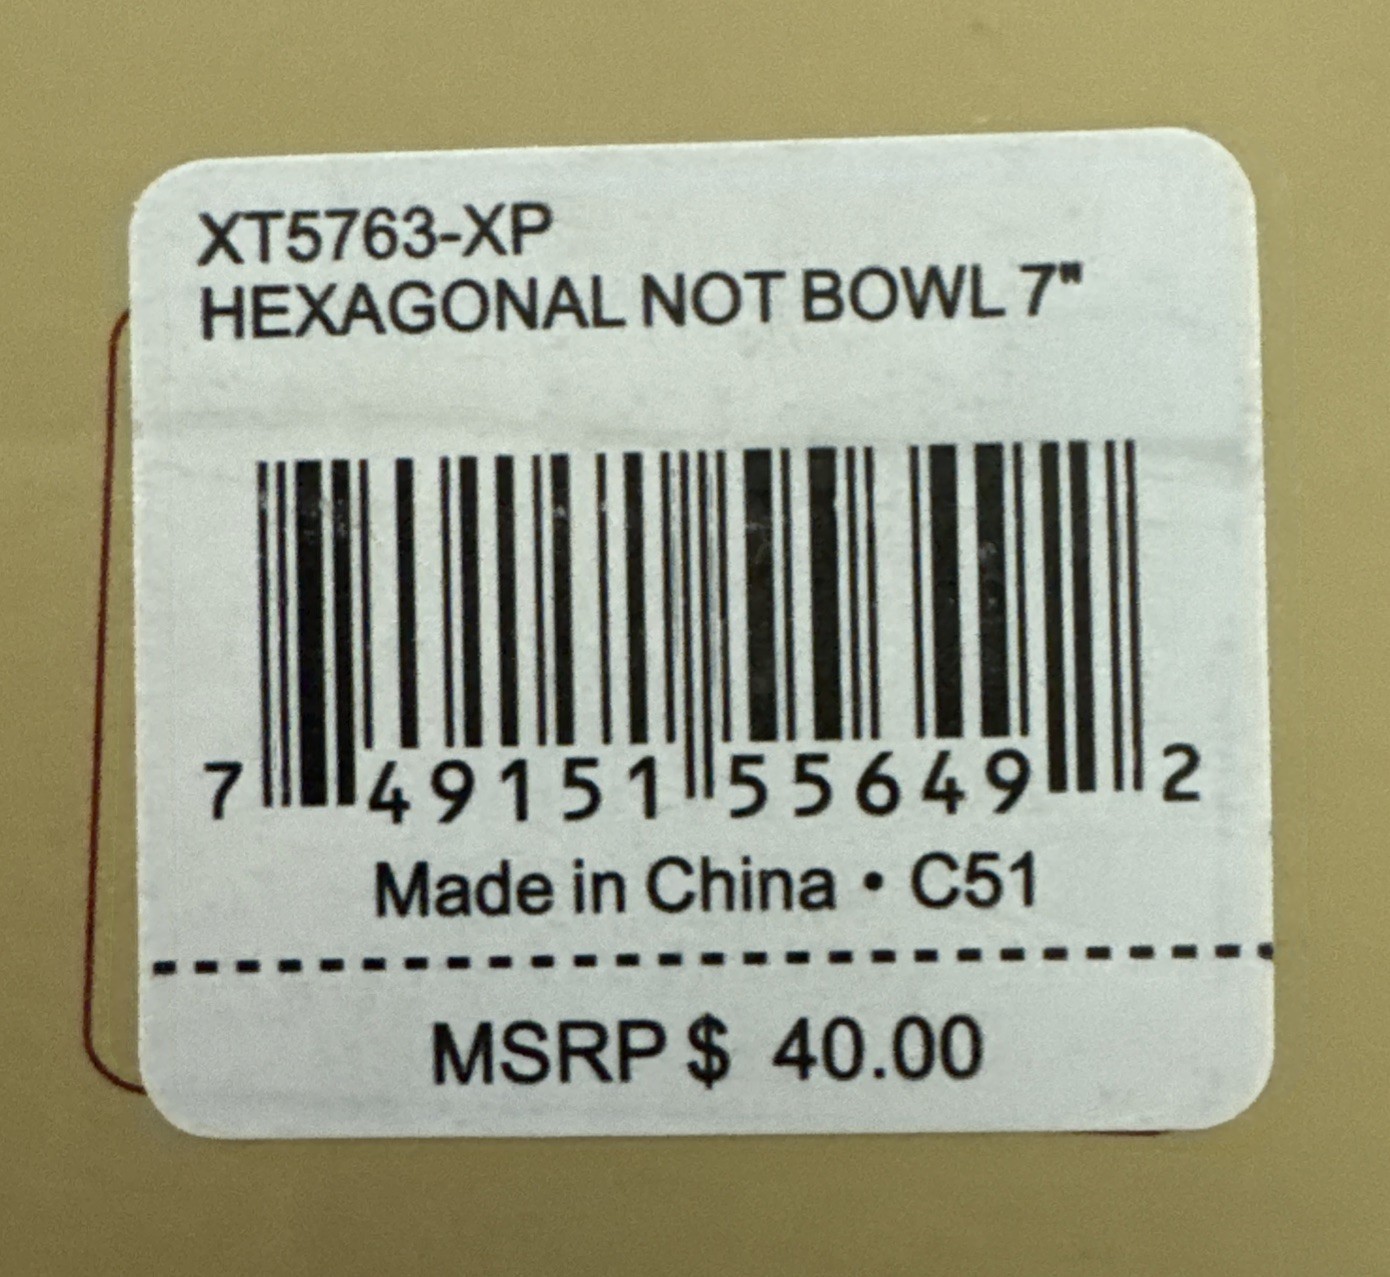 XT5763-XP
HEXAGONAL NOT BOWL 7"
7 49151 55649 2
Made in China • C51
MSRP $ 40.00